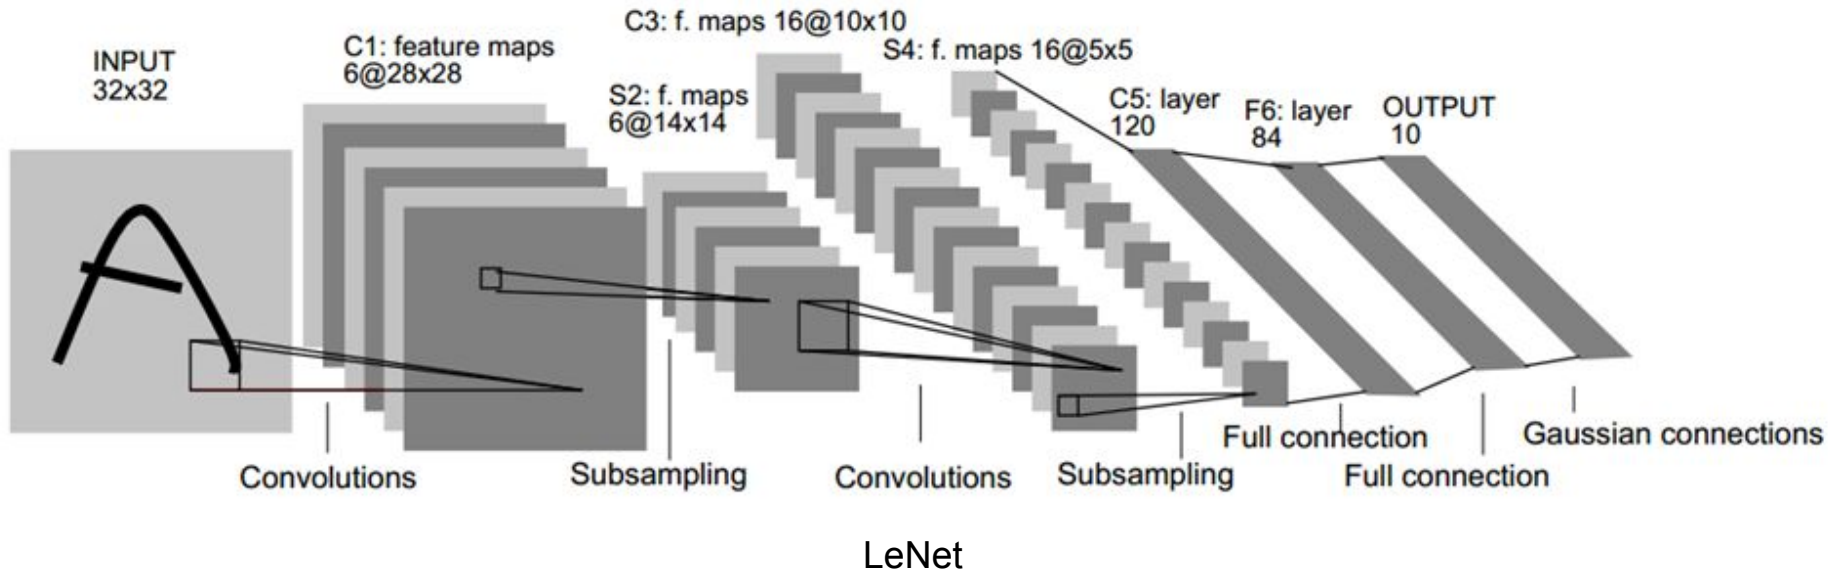 INPUT
32x32
C1: feature maps
6@28x28
S2: f. maps
6@14x14
C3: f. maps 16@10x10
S4: f. maps 16@5x5
C5: layer
120
F6: layer
84
OUTPUT
10
Convolutions
Subsampling
Convolutions
Subsampling
Full connection
Full connection
Gaussian connections
LeNet